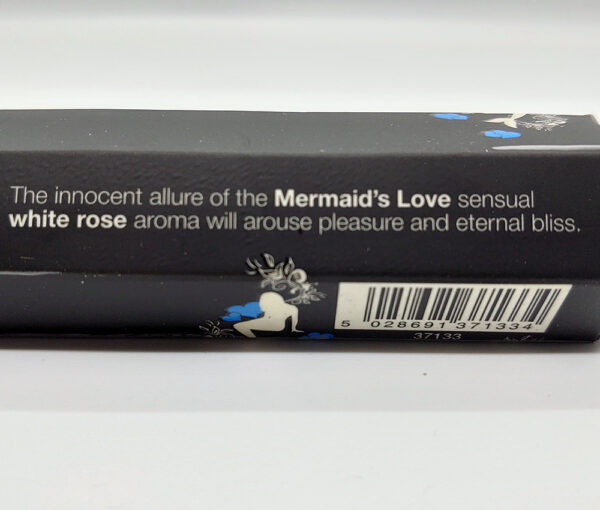 The innocent allure of the Mermaid's Love sensual
white rose aroma will arouse pleasure and eternal bliss.
5 028691 371334
37133